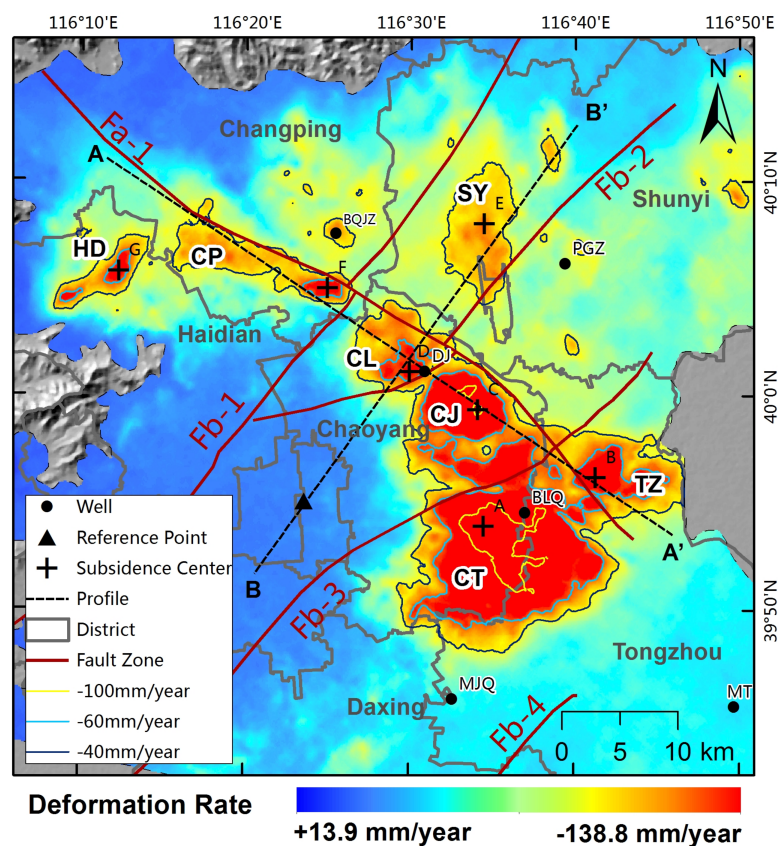 116°10'0"E
116°20'0"E
116°30'E
116°40'E
116°50'E
N
B'
Changping
Fa-1
A
Fb-2
40°10'N
SY
E
Shunyi
BQJZ
HD
G
CP
PGZ
F
Haidian
CL
D
DJ
C
40°0'N
CJ
Chaoyang
Fb-1
B
TZ
A
BLQ
A'
CT
B
Fb-3
39°50'N
Tongzhou
MJQ
MT
Daxing
Fb-4
Well
Reference Point
Subsidence Center
Profile
District
Fault Zone
-100mm/year
-60mm/year
-40mm/year
0 5 10 km
Deformation Rate
+13.9 mm/year
-138.8 mm/year